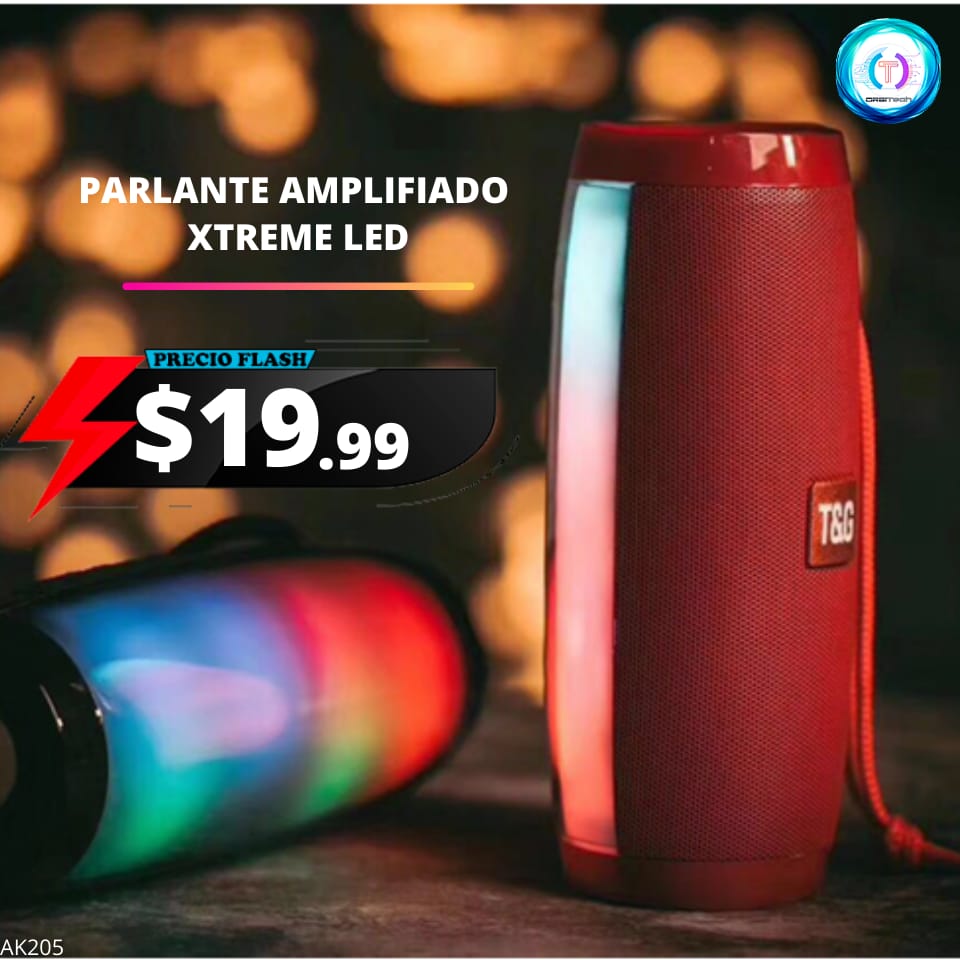 PARLANTE AMPLIFIADO
XTREME LED
PRECIO FLASH
$19.99
T&G
T
AK205